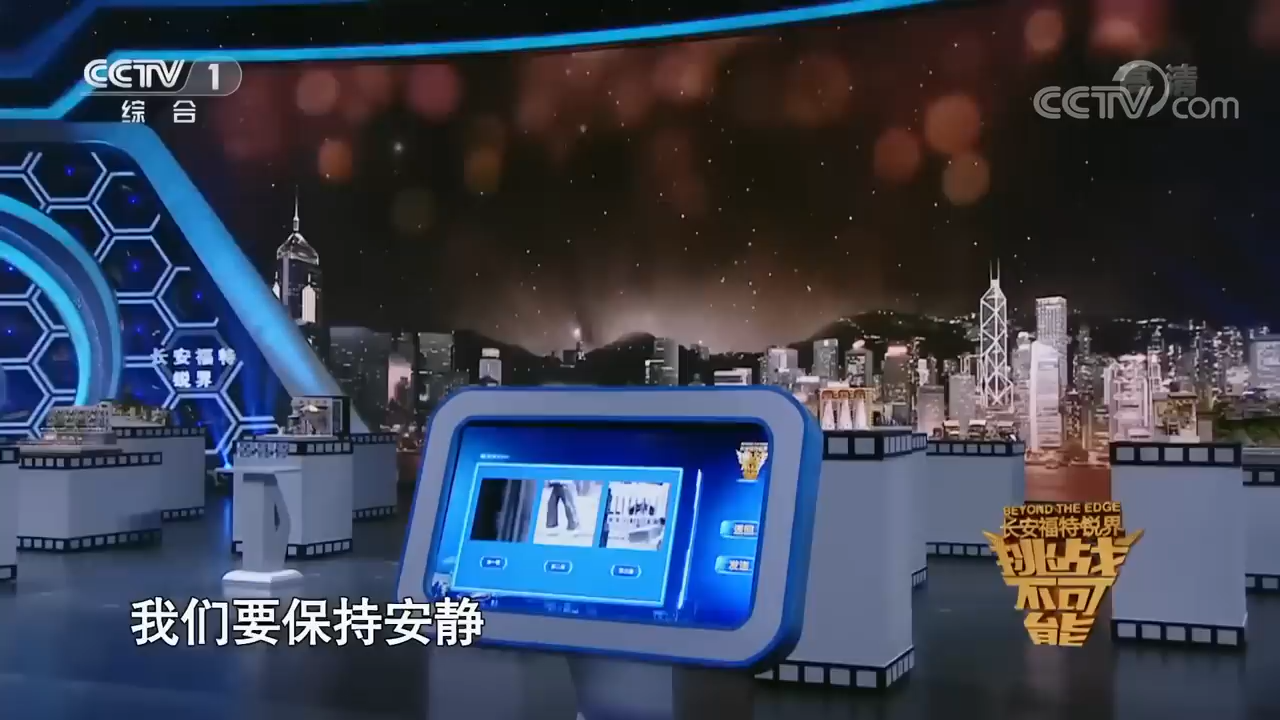 CCTV 1
综合
高清
CCTV com
长安福特
锐界
BEYOND THE EDGE
长安福特锐界
挑战
不可
能
我们要保持安静